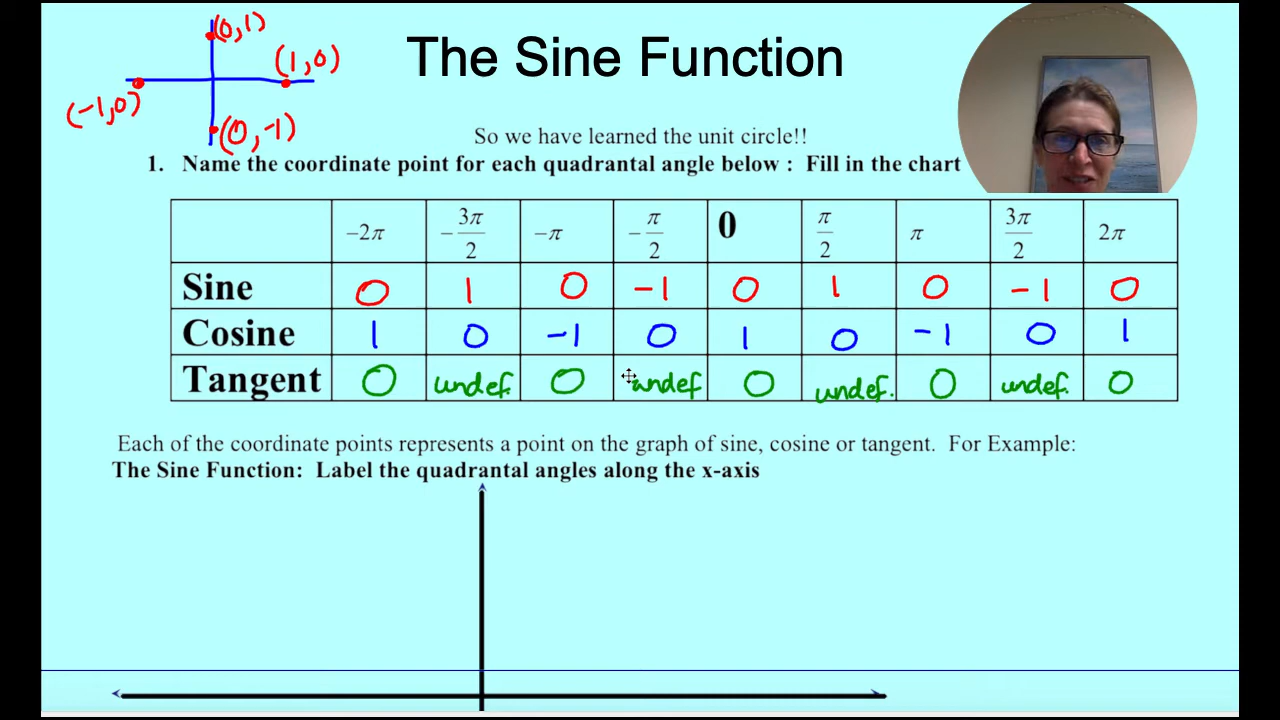 (0,1)
The Sine Function
(1,0)
(-1,0)
(0,-1)
So we have learned the unit circle!!
1. Name the coordinate point for each quadrantal angle below : Fill in the chart
−2π −3π/2 −π −π/2 0 π/2 π 3π/2 2π
Sine 0 1 0 -1 0 1 0 -1 0
Cosine 1 0 -1 0 1 0 -1 0 1
Tangent 0 undef. 0 undef 0 undef. 0 undef. 0
Each of the coordinate points represents a point on the graph of sine, cosine or tangent. For Example:
The Sine Function: Label the quadrantal angles along the x-axis